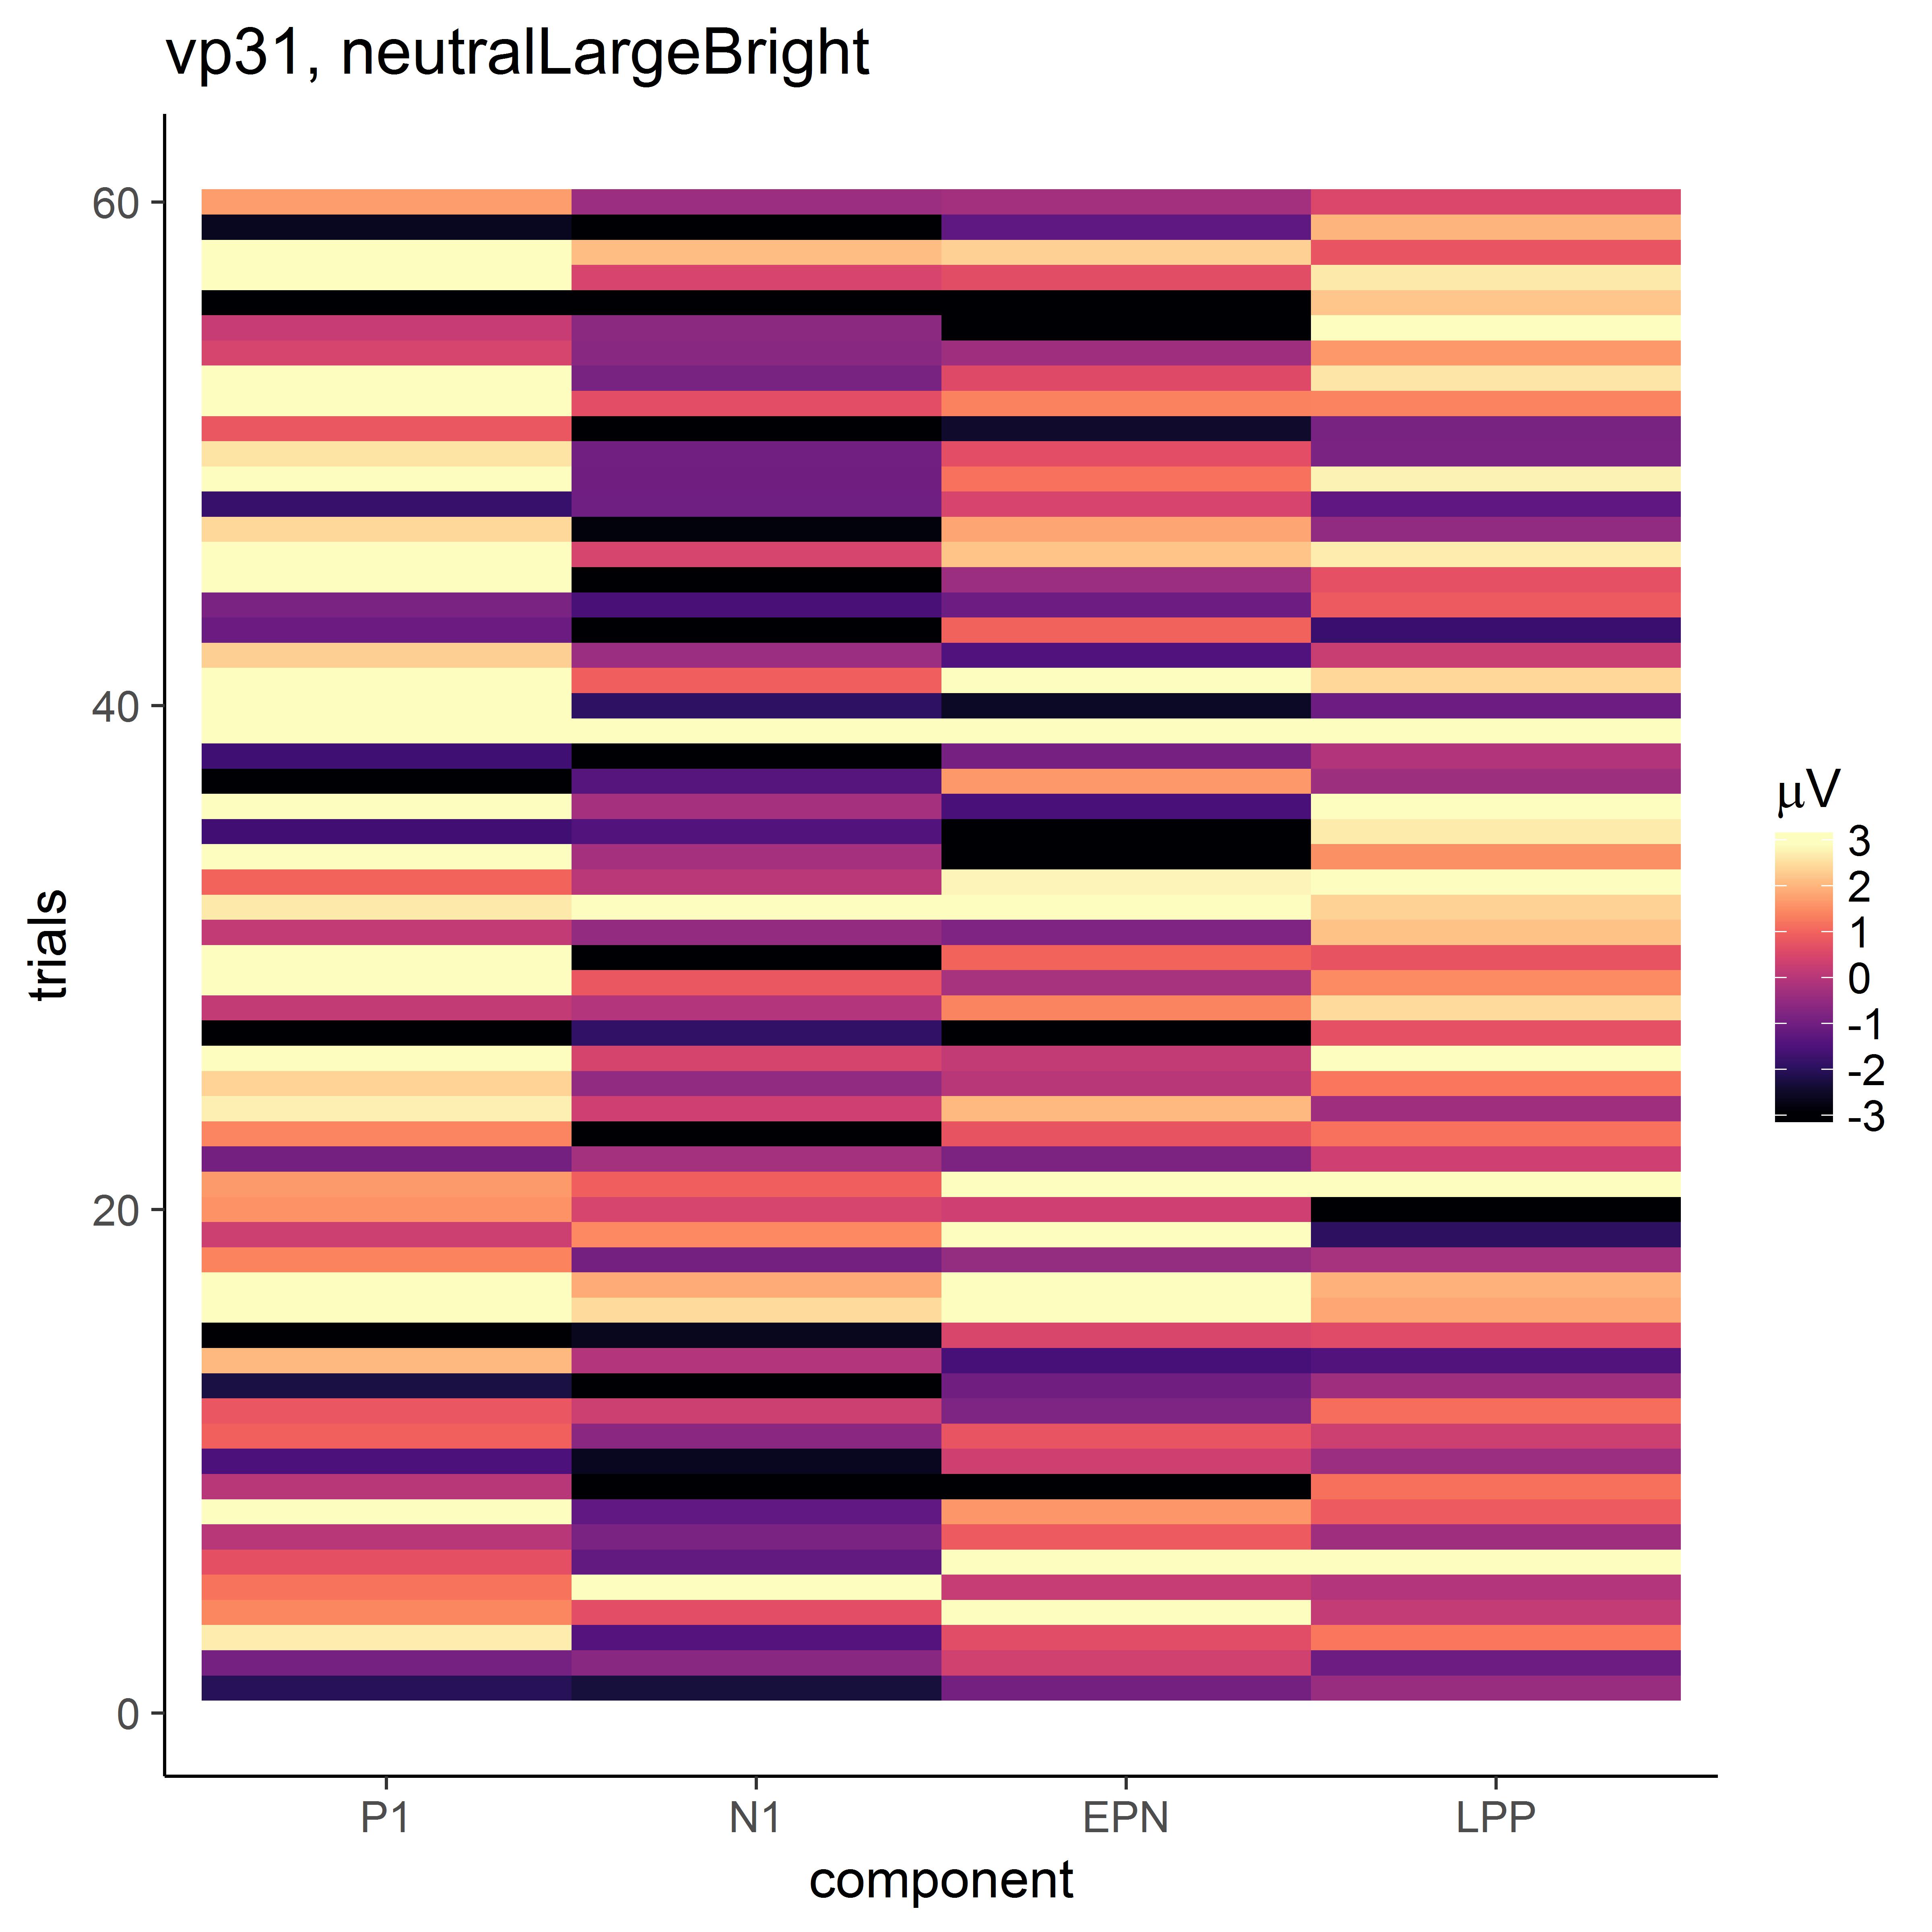 vp31, neutralLargeBright
60
40
20
0
trials
P1 N1 EPN LPP
component
μV
3
2
1
0
-1
-2
-3